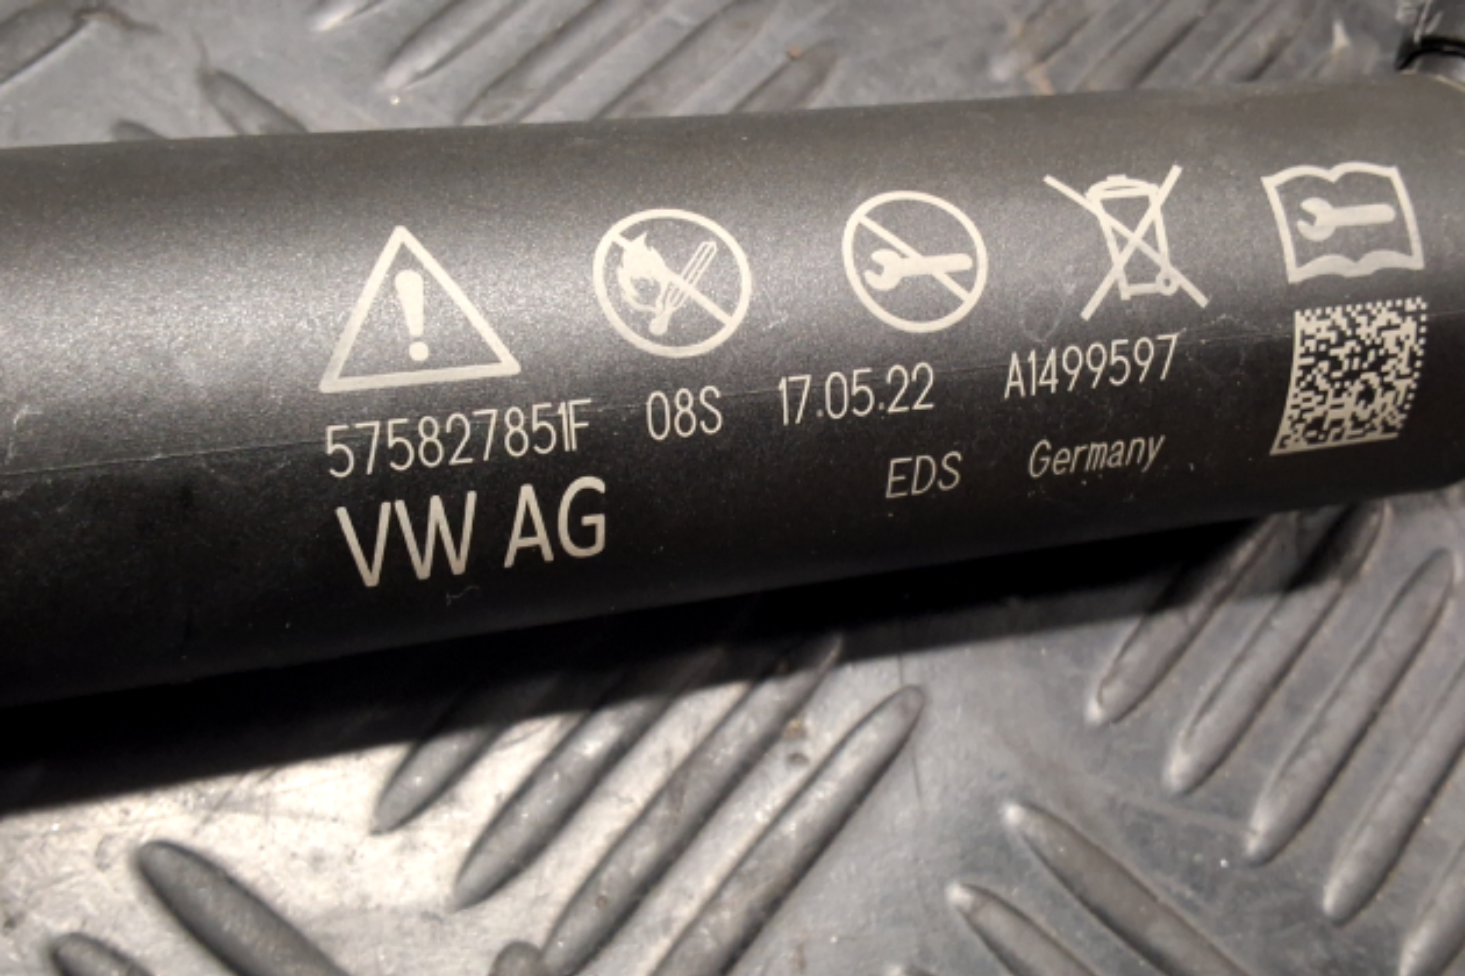 575827851F 08S 17.05.22 A1499597
VW AG EDS Germany